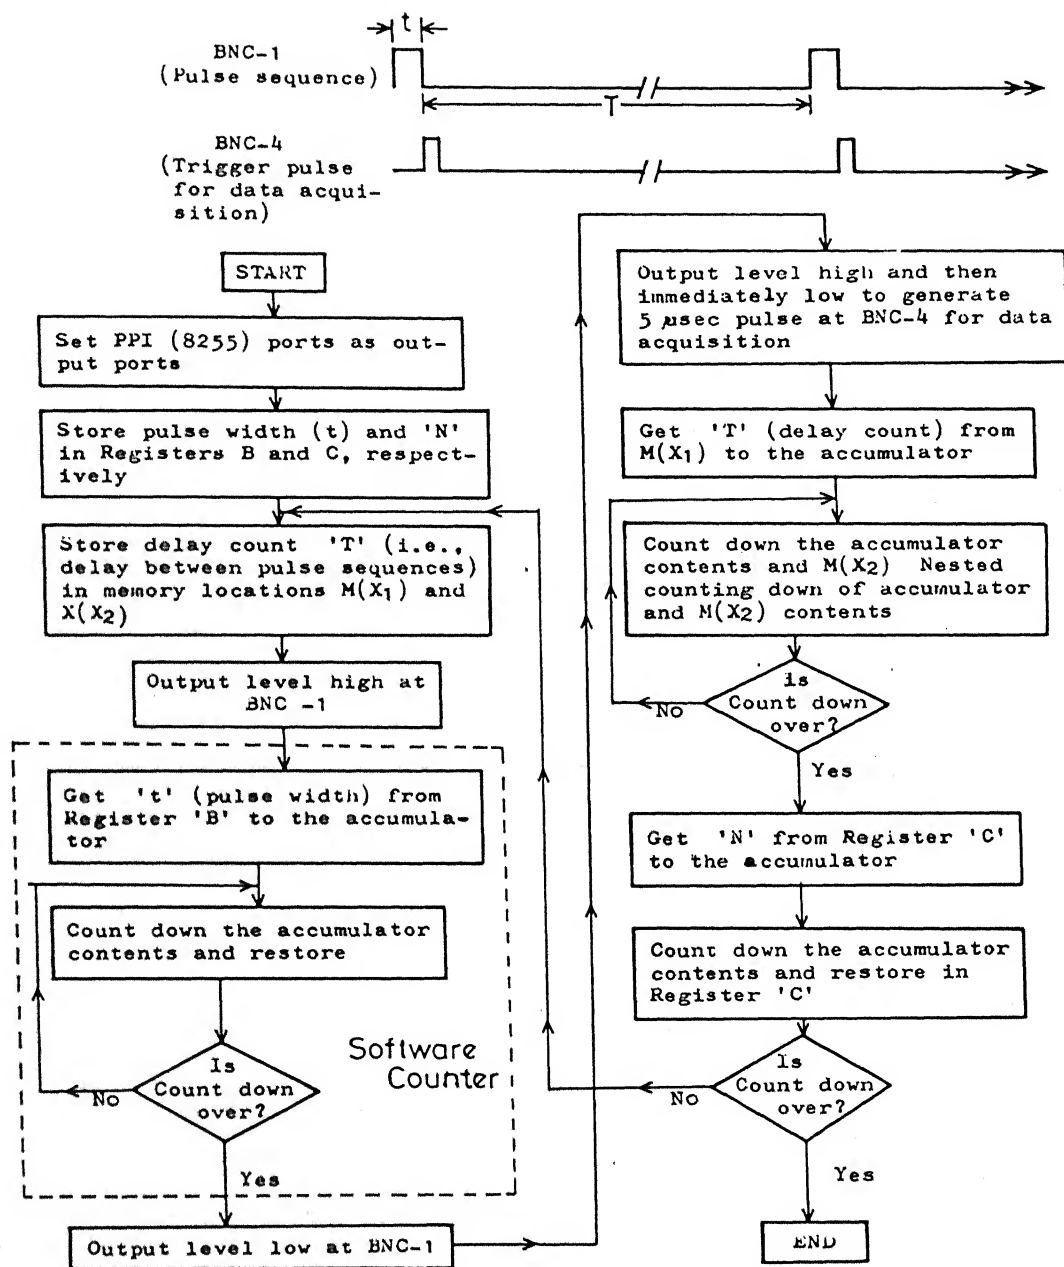 t
BNC-1
(Pulse sequence)
T
BNC-4
(Trigger pulse
for data acqui-
sition)
START
Set PPI (8255) ports as out-
put ports
Store pulse width (t) and 'N'
in Registers B and C, respect-
ively
Store delay count 'T' (i.e.,
delay between pulse sequences)
in memory locations M(X1) and
X(X2)
Output level high at
BNC -1
Get 't' (pulse width) from
Register 'B' to the accumula-
tor
Count down the accumulator
contents and restore
Is
Count down
over?
No
Yes
Software
Counter
Output level low at BNC-1
Output level high and then
immediately low to generate
5 µsec pulse at BNC-4 for data
acquisition
Get 'T' (delay count) from
M(X1) to the accumulator
Count down the accumulator
contents and M(X2) Nested
counting down of accumulator
and M(X2) contents
is
Count down
over?
No
Yes
Get 'N' from Register 'C'
to the accumulator
Count down the accumulator
contents and restore in
Register 'C'
Is
Count down
over?
No
Yes
END